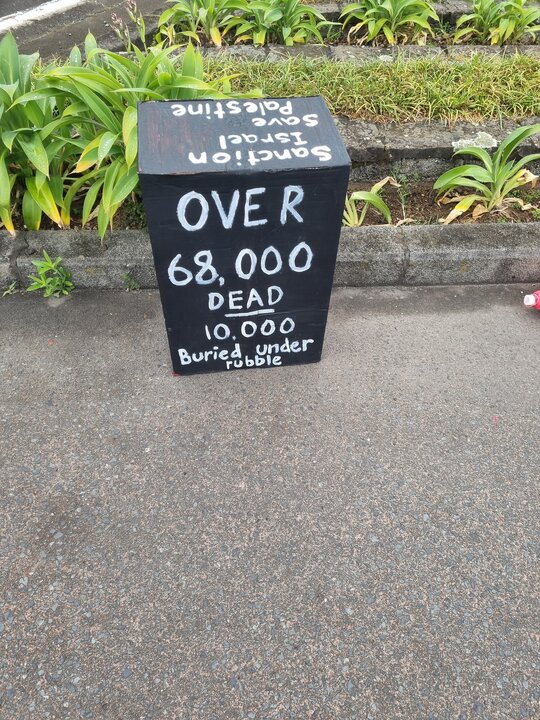 Sanction
Israel
Save
Palestine
OVER
68,000
DEAD
10,000
Buried under
rubble